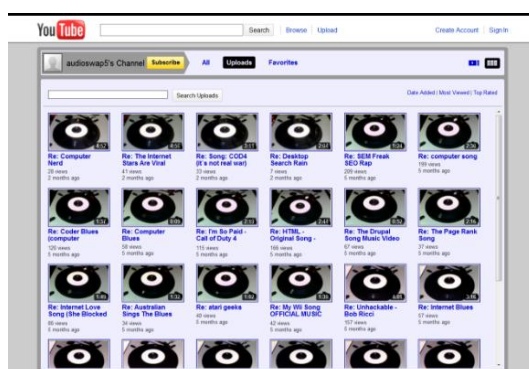 YouTube Search Browse Upload Create Account Sign In
audioswap5's Channel Subscribe All Uploads Favorites
Search Uploads Date Added | Most Viewed | Top Rated
Re: Computer Nerd
28 views
2 months ago
Re: The Internet Stars Are Viral
41 views
2 months ago
Re: Song: COD4 (it's not real war)
33 views
2 months ago
Re: Desktop Search Rain
7 views
2 months ago
Re: SEM Freak SEO Rap
209 views
5 months ago
Re: computer song
199 views
5 months ago
Re: Coder Blues (computer
120 views
5 months ago
Re: Computer Blues
58 views
5 months ago
Re: I'm So Paid - Call of Duty 4
115 views
5 months ago
Re: HTML - Original Song -
166 views
5 months ago
Re: The Drupal Song Music Video
67 views
5 months ago
Re: The Page Rank Song
37 views
5 months ago
Re: Internet Love Song (She Blocked
5 months ago
Re: Australian Sings The Blues
34 views
5 months ago
Re: atari geeks
48 views
5 months ago
Re: My Wii Song OFFICIAL MUSIC
42 views
5 months ago
Re: Unhackable - Bob Ricci
157 views
5 months ago
Re: Internet Blues
57 views
5 months ago